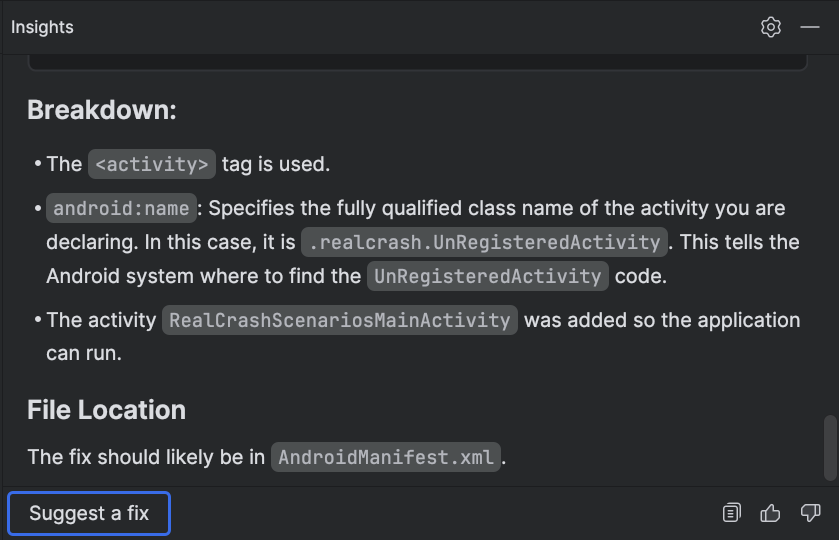 Insights
Breakdown:
• The <activity> tag is used.
• android:name: Specifies the fully qualified class name of the activity you are
declaring. In this case, it is .realcrash.UnRegisteredActivity. This tells the
Android system where to find the UnRegisteredActivity code.
• The activity RealCrashScenariosMainActivity was added so the application
can run.
File Location
The fix should likely be in AndroidManifest.xml.
Suggest a fix